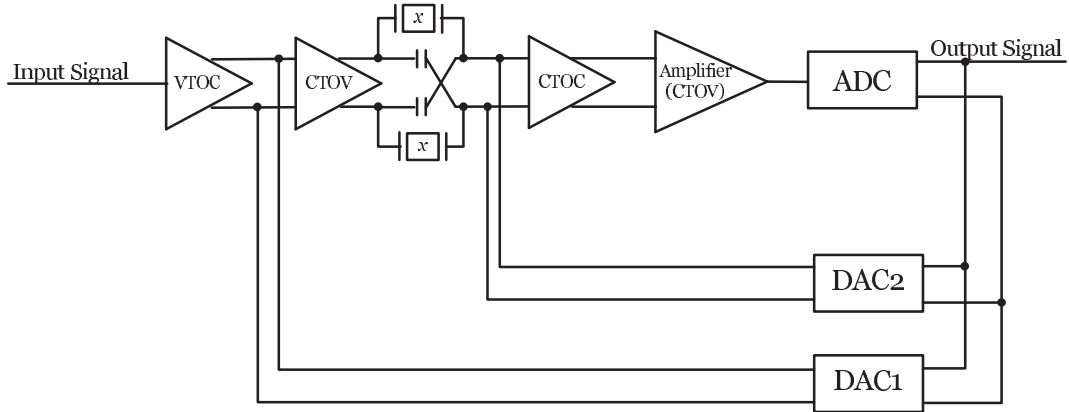 x
Input Signal
VTOC
CTOV
CTOC
Amplifier
(CTOV)
ADC
Output Signal
x
DAC2
DAC1